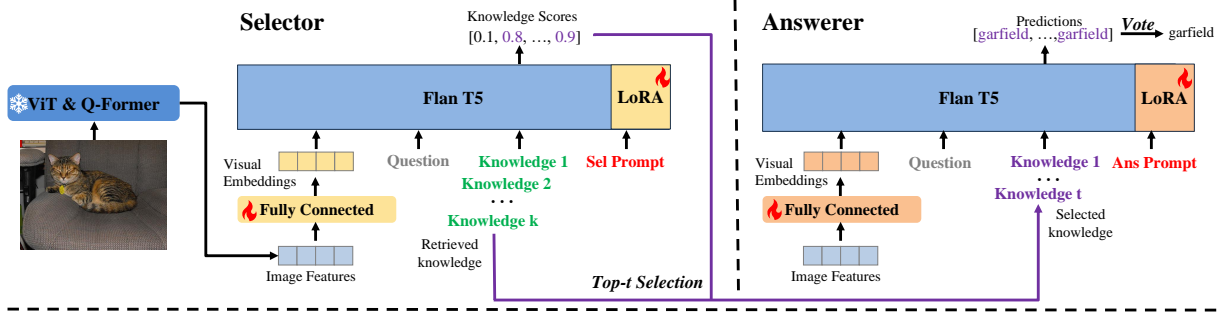 Selector
Knowledge Scores
[0.1, 0.8, …, 0.9]
Flan T5
LoRA
ViT & Q-Former
Visual
Embeddings
Question
Knowledge 1
Knowledge 2
. . .
Knowledge k
Sel Prompt
Fully Connected
Image Features
Retrieved
knowledge
Top-t Selection
Answerer
Predictions
[garfield, …,garfield]
Vote
garfield
Flan T5
LoRA
Visual
Embeddings
Question
Knowledge 1
. . .
Knowledge t
Ans Prompt
Fully Connected
Selected
knowledge
Image Features